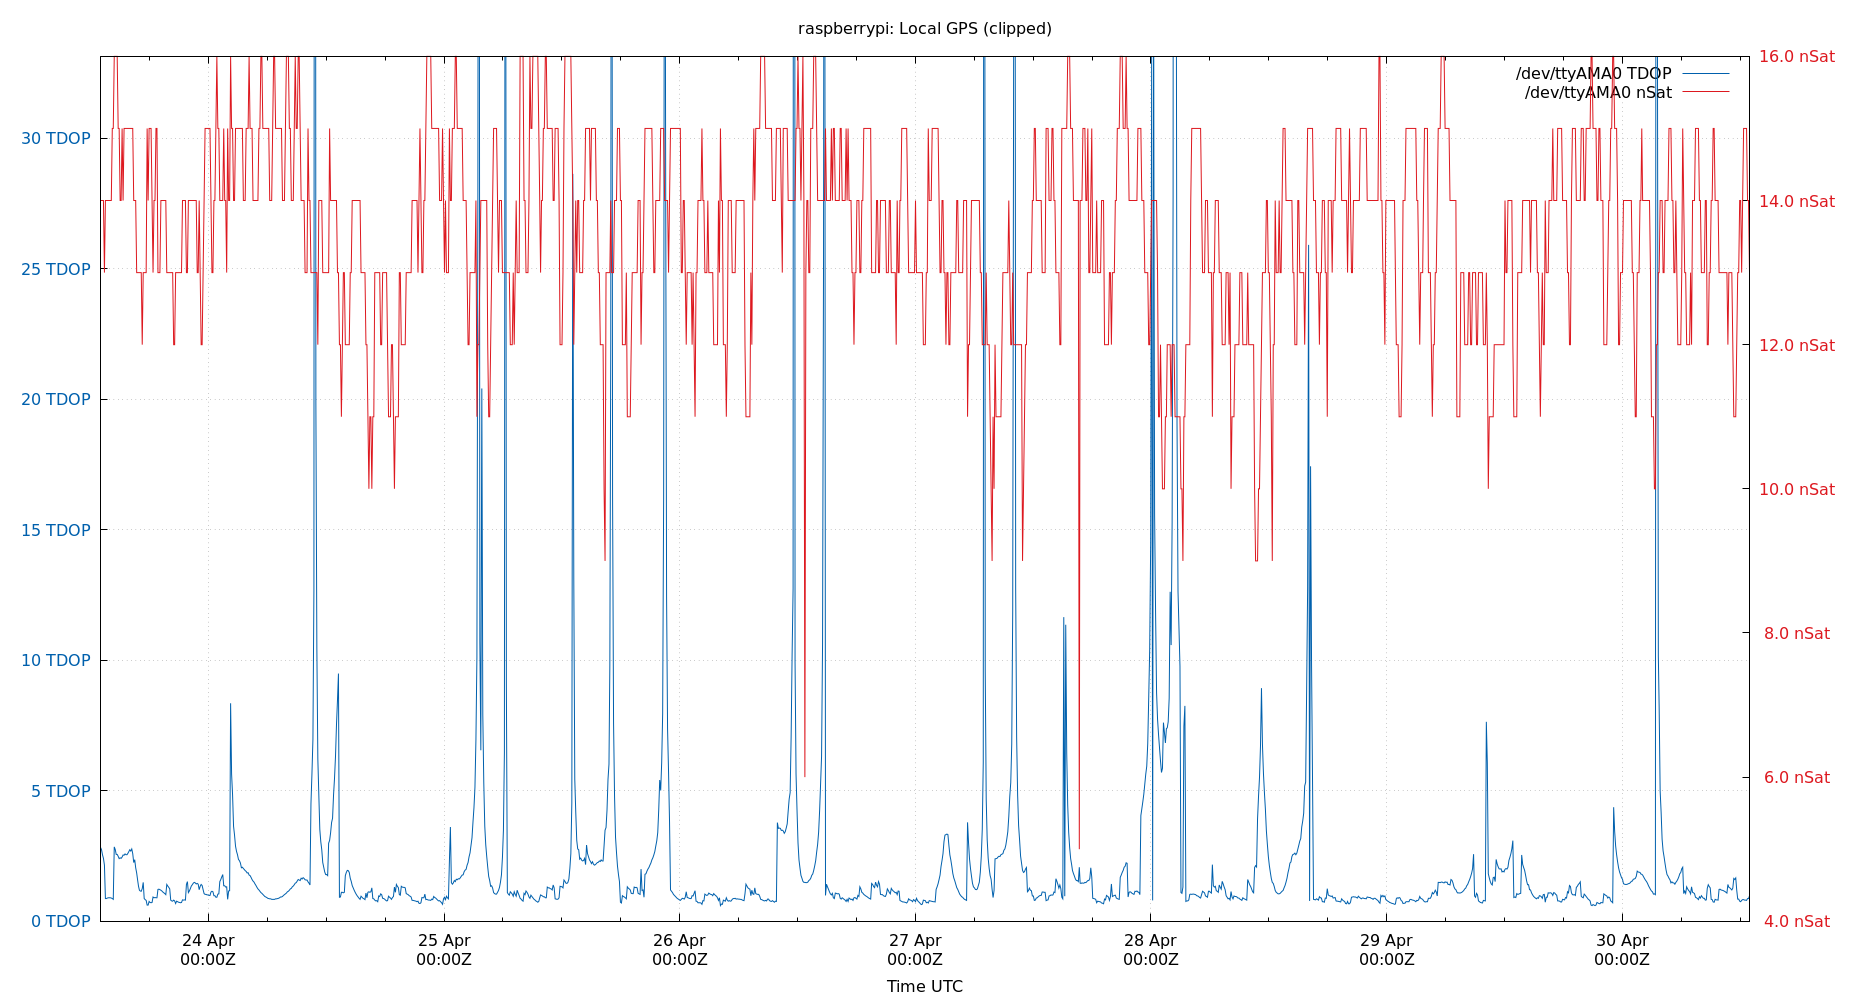 raspberrypi: Local GPS (clipped)
16.0 nSat
/dev/ttyAMA0 TDOP
/dev/ttyAMA0 nSat
30 TDOP
14.0 nSat
25 TDOP
12.0 nSat
20 TDOP
10.0 nSat
15 TDOP
8.0 nSat
10 TDOP
6.0 nSat
5 TDOP
0 TDOP
4.0 nSat
24 Apr 25 Apr 26 Apr 27 Apr 28 Apr 29 Apr 30 Apr
00:00Z 00:00Z 00:00Z 00:00Z 00:00Z 00:00Z 00:00Z
Time UTC